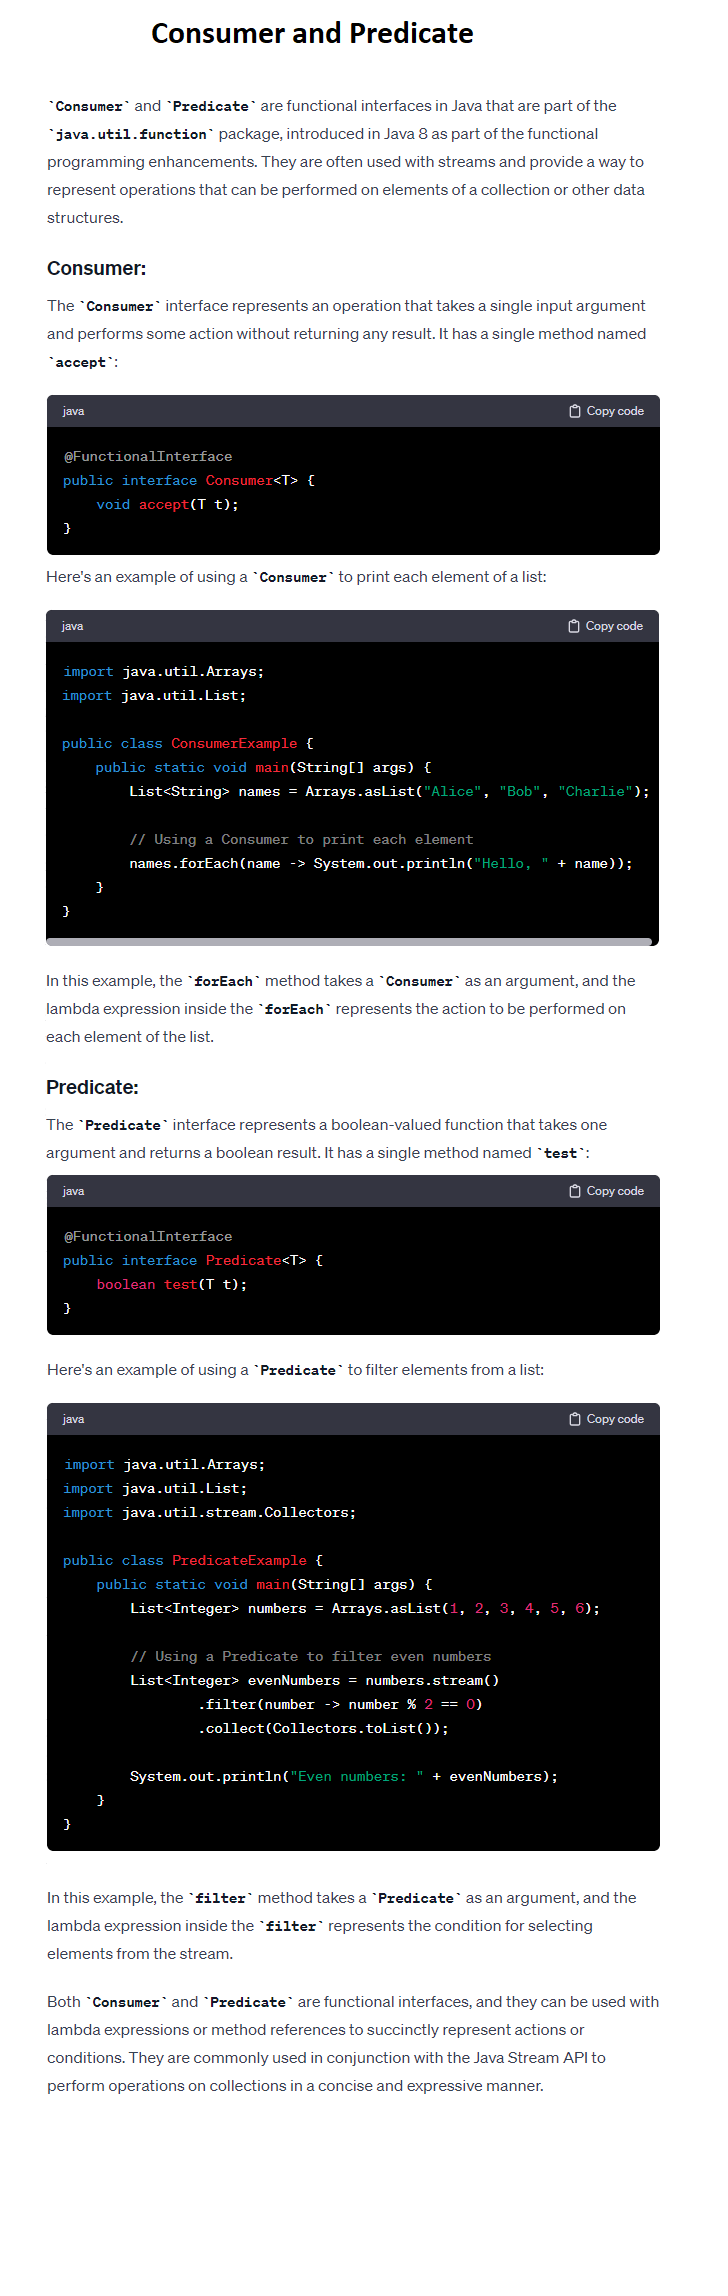 Consumer and Predicate
`Consumer` and `Predicate` are functional interfaces in Java that are part of the
`java.util.function` package, introduced in Java 8 as part of the functional
programming enhancements. They are often used with streams and provide a way to
represent operations that can be performed on elements of a collection or other data
structures.
Consumer:
The `Consumer` interface represents an operation that takes a single input argument
and performs some action without returning any result. It has a single method named
`accept`:
java Copy code
@FunctionalInterface
public interface Consumer<T> {
    void accept(T t);
}
Here's an example of using a `Consumer` to print each element of a list:
java Copy code
import java.util.Arrays;
import java.util.List;
public class ConsumerExample {
    public static void main(String[] args) {
        List<String> names = Arrays.asList("Alice", "Bob", "Charlie");
        // Using a Consumer to print each element
        names.forEach(name -> System.out.println("Hello, " + name));
    }
}
In this example, the `forEach` method takes a `Consumer` as an argument, and the
lambda expression inside the `forEach` represents the action to be performed on
each element of the list.
Predicate:
The `Predicate` interface represents a boolean-valued function that takes one
argument and returns a boolean result. It has a single method named `test`:
java Copy code
@FunctionalInterface
public interface Predicate<T> {
    boolean test(T t);
}
Here's an example of using a `Predicate` to filter elements from a list:
java Copy code
import java.util.Arrays;
import java.util.List;
import java.util.stream.Collectors;
public class PredicateExample {
    public static void main(String[] args) {
        List<Integer> numbers = Arrays.asList(1, 2, 3, 4, 5, 6);
        // Using a Predicate to filter even numbers
        List<Integer> evenNumbers = numbers.stream()
                .filter(number -> number % 2 == 0)
                .collect(Collectors.toList());
        System.out.println("Even numbers: " + evenNumbers);
    }
}
In this example, the `filter` method takes a `Predicate` as an argument, and the
lambda expression inside the `filter` represents the condition for selecting
elements from the stream.
Both `Consumer` and `Predicate` are functional interfaces, and they can be used with
lambda expressions or method references to succinctly represent actions or
conditions. They are commonly used in conjunction with the Java Stream API to
perform operations on collections in a concise and expressive manner.